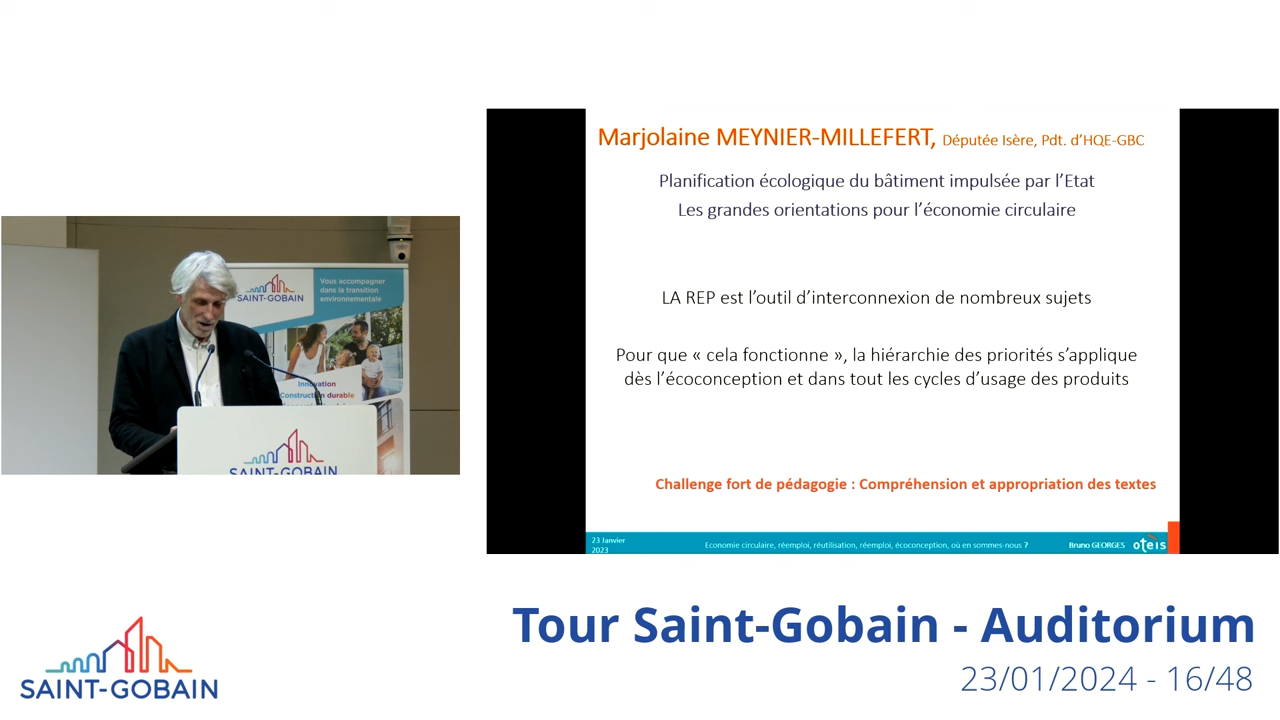 Marjolaine MEYNIER-MILLEFERT, Députée Isère, Pdt. d'HQE-GBC
Planification écologique du bâtiment impulsée par l'Etat
Les grandes orientations pour l'économie circulaire
LA REP est l'outil d'interconnexion de nombreux sujets
Pour que « cela fonctionne », la hiérarchie des priorités s'applique
dès l'écoconception et dans tout les cycles d'usage des produits
Challenge fort de pédagogie : Compréhension et appropriation des textes
23 Janvier
2023
Economie circulaire, réemploi, réutilisation, réemploi, écoconception, où en sommes-nous ?
Bruno GEORGES
oteis
SAINT-GOBAIN
Vous accompagner
dans la transition
environnementale
Innovation
Construction durable
SAINT-GOBAIN
Tour Saint-Gobain - Auditorium
23/01/2024 - 16/48
SAINT-GOBAIN